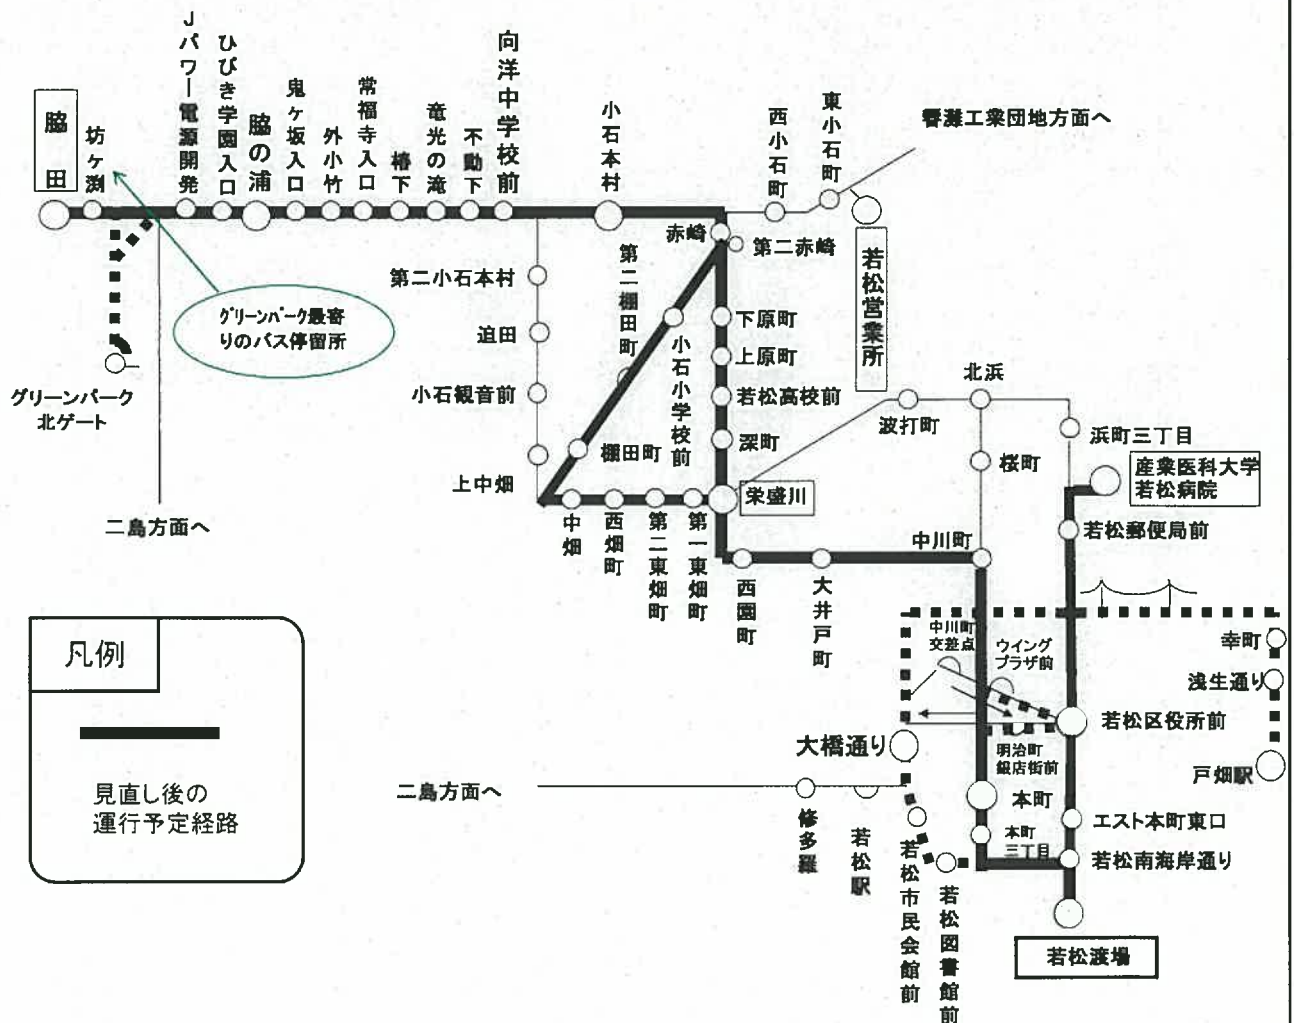 脇田
坊ヶ渕
Jパワー電源開発
ひびき学園入口
脇の浦
鬼ヶ坂入口
外小竹
常福寺入口
椿下
竜光の滝
不動下
向洋中学校前
小石本村
西小石町
東小石町
響灘工業団地方面へ
赤崎
第二赤崎
若松営業所
第二小石本村
迫田
小石観音前
上中畑
第二棚田町
小石小学校前
棚田町
下原町
上原町
若松高校前
深町
栄盛川
波打町
北浜
桜町
浜町三丁目
産業医科大学
若松病院
若松郵便局前
グリーンパーク最寄
りのバス停留所
グリーンパーク
北ゲート
二島方面へ
中畑
西畑町
第二東畑町
第一東畑町
西園町
大井戸町
中川町
中川町
交差点
ウイング
プラザ前
幸町
浅生通り
戸畑駅
若松区役所前
明治町
銀店街前
大橋通り
本町
本町
三丁目
エスト本町東口
若松南海岸通り
若松渡場
二島方面へ
修多羅
若松駅
若松市民会館前
若松図書館前
凡例
見直し後の
運行予定経路